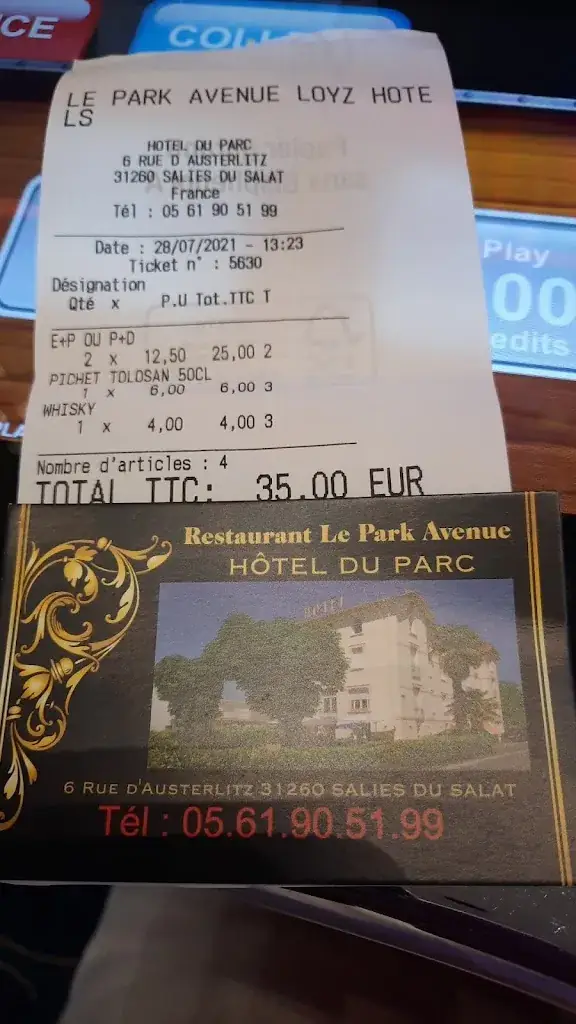 CE
COLLECT
LE PARK AVENUE LOYZ HOTE
LS
HOTEL DU PARC
6 RUE D AUSTERLITZ
31260 SALIES DU SALAT
France
Tél : 05 61 90 51 99
Date : 28/07/2021 - 13:23
Ticket n° : 5630
Désignation
Qté x P.U Tot.TTC T
E+P OU P+D
2 x 12,50 25,00 2
PICHET TOLOSAN 50CL
1 x 6,00 6,00 3
WHISKY
1 x 4,00 4,00 3
Nombre d'articles : 4
TOTAL TTC: 35.00 EUR
Play
00
edits
Restaurant Le Park Avenue
HÔTEL DU PARC
HOTEL
6 RUE D'AUSTERLITZ 31260 SALIES DU SALAT
Tél : 05.61.90.51.99